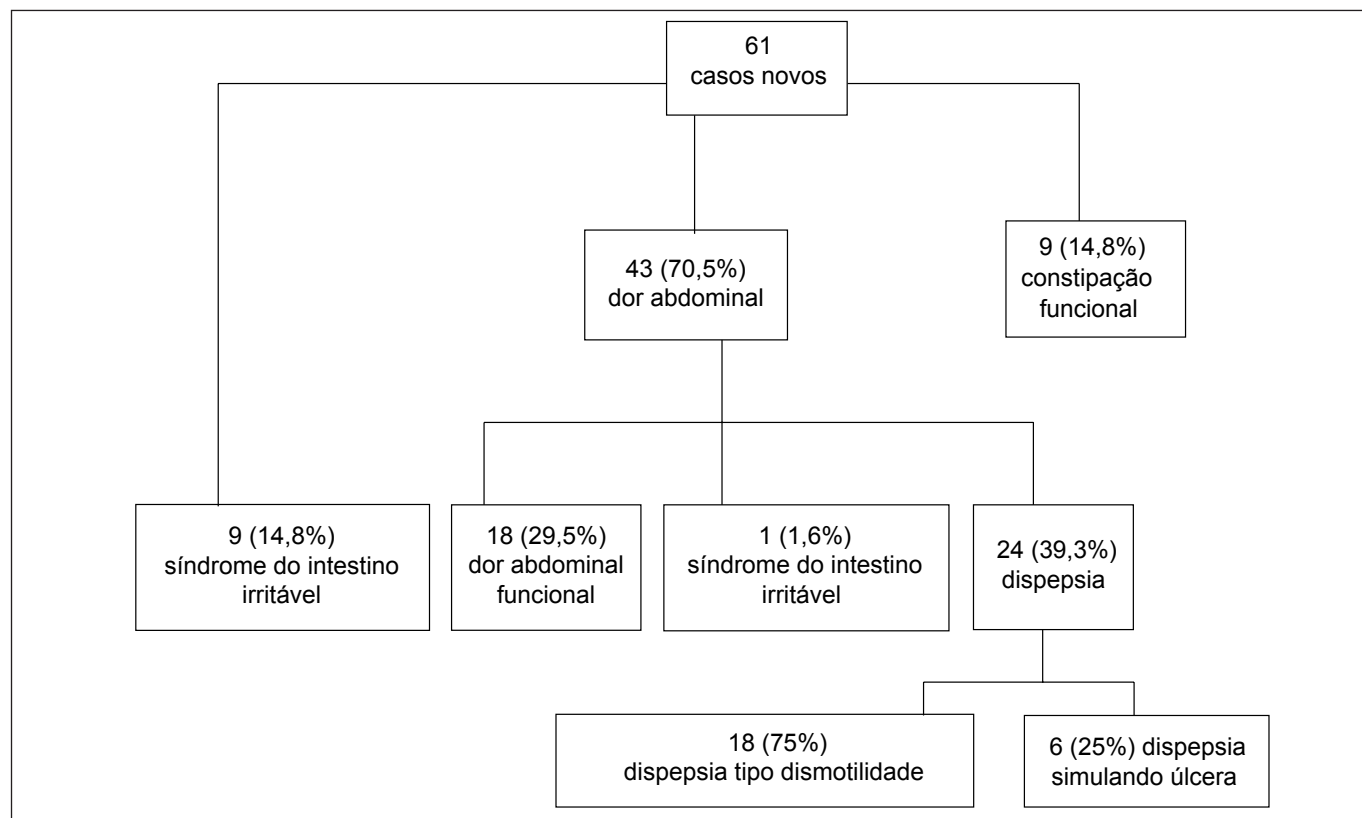 61
casos novos
43 (70,5%)
dor abdominal
9 (14,8%)
constipação
funcional
9 (14,8%)
síndrome do intestino
irritável
18 (29,5%)
dor abdominal
funcional
1 (1,6%)
síndrome do intestino
irritável
24 (39,3%)
dispepsia
18 (75%)
dispepsia tipo dismotilidade
6 (25%) dispepsia
simulando úlcera